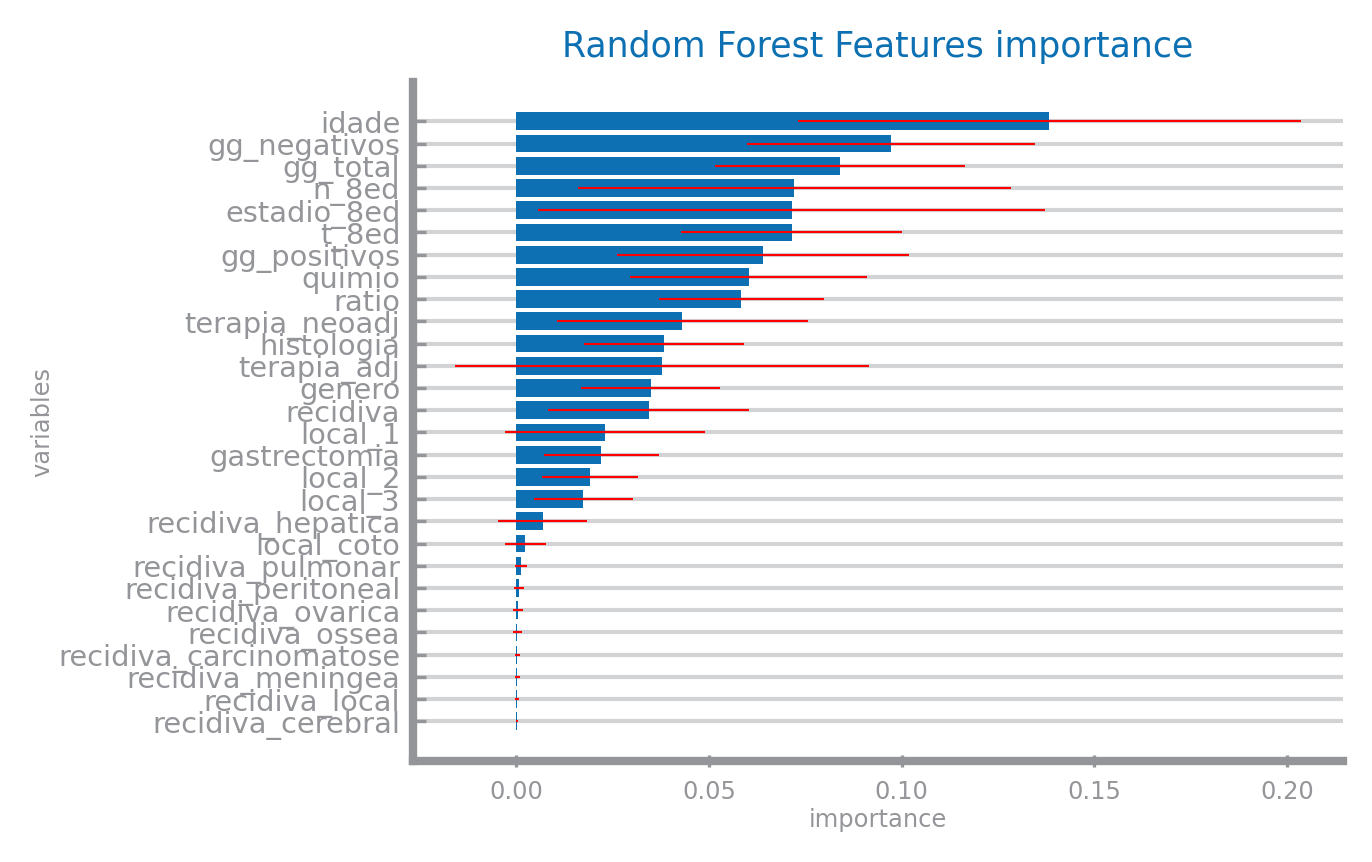 Random Forest Features importance
idade
gg_negativos
gg_total
n_8ed
estadio_8ed
t_8ed
gg_positivos
quimio
ratio
terapia_neoadj
histologia
terapia_adj
genero
recidiva
local_1
gastrectomia
local_2
local_3
recidiva_hepatica
local_coto
recidiva_pulmonar
recidiva_peritoneal
recidiva_ovarica
recidiva_ossea
recidiva_carcinomatose
recidiva_meningea
recidiva_local
recidiva_cerebral
variables
0.00 0.05 0.10 0.15 0.20
importance